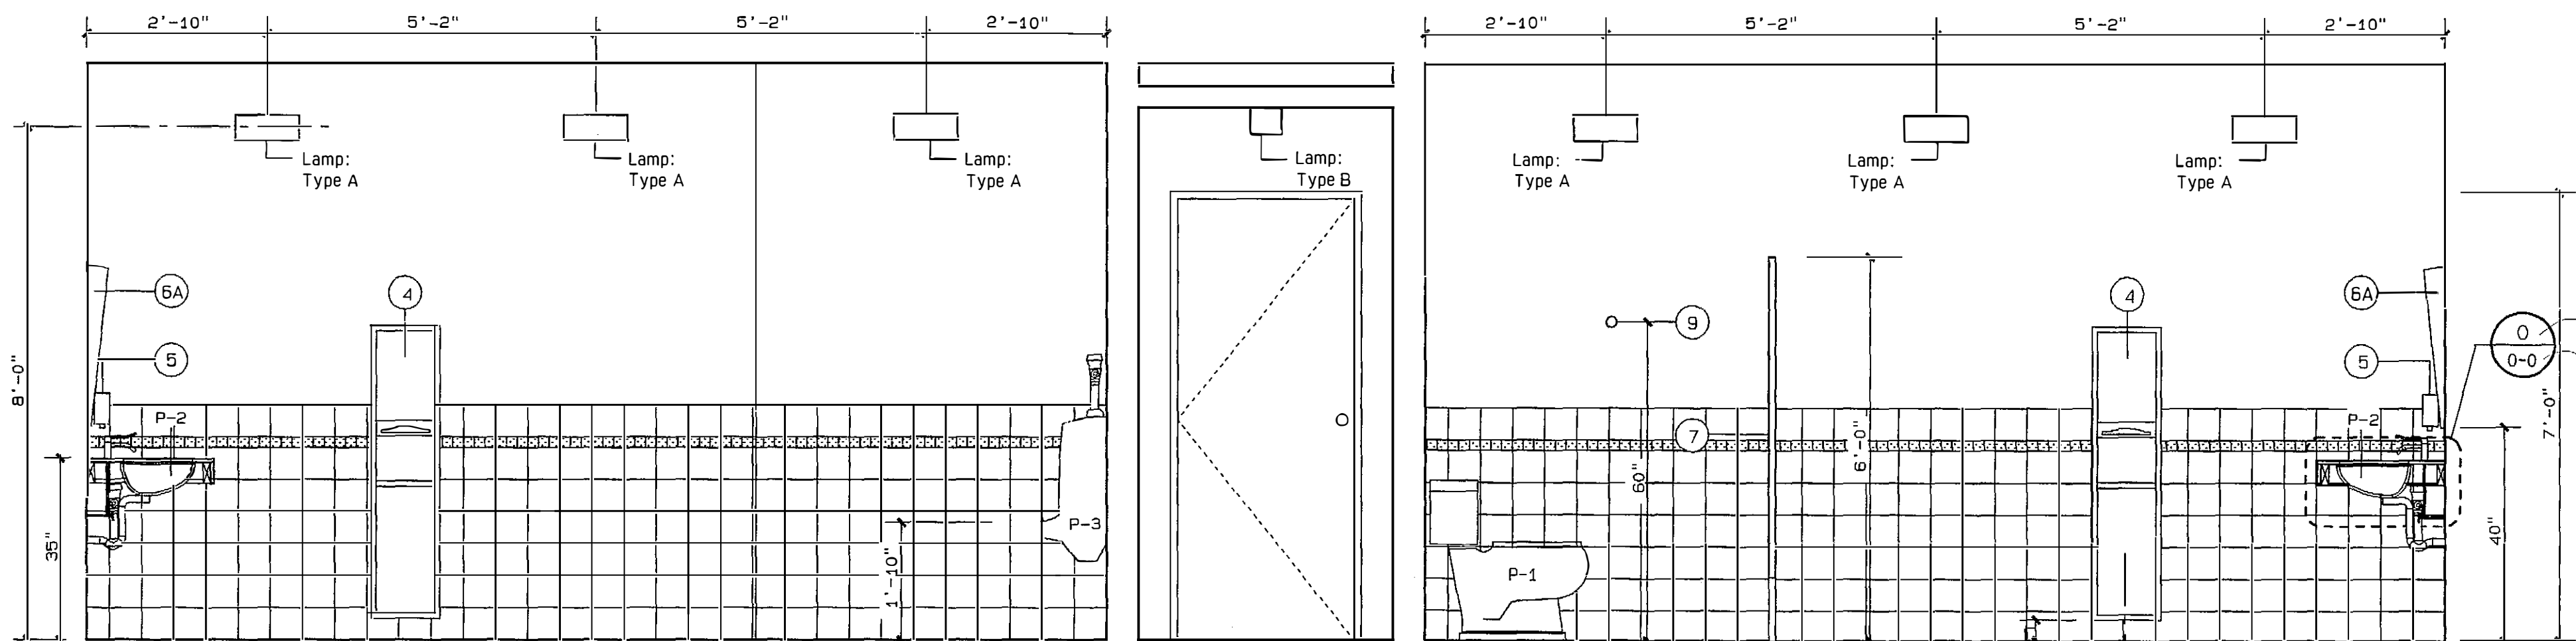 2'-10"
5'-2"
5'-2"
2'-10"
8'-0"
Lamp:
Type A
Lamp:
Type A
Lamp:
Type A
6A
4
5
P-2
35"
1'-10"
P-3
Lamp:
Type B
2'-10"
5'-2"
5'-2"
2'-10"
Lamp:
Type A
Lamp:
Type A
Lamp:
Type A
9
4
6A
5
0
0-0
7
60"
6'-0"
P-2
P-1
40"
7'-0"